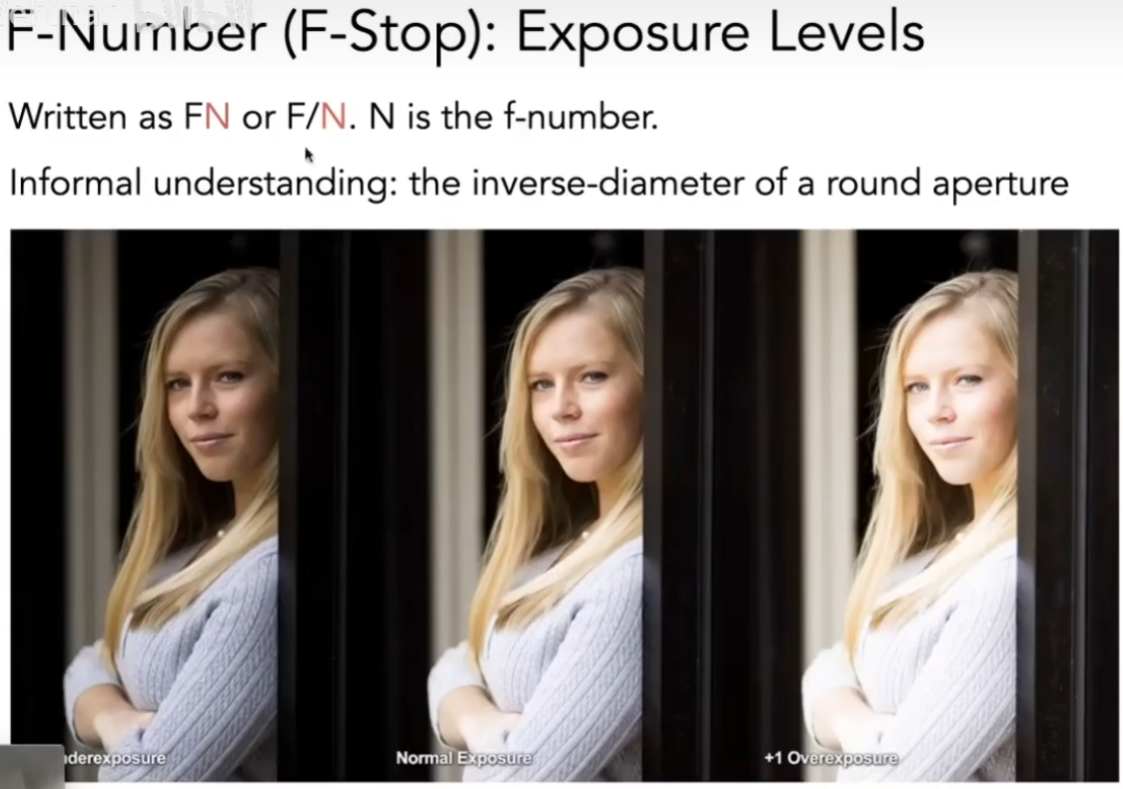 F-Number (F-Stop): Exposure Levels
Written as FN or F/N. N is the f-number.
Informal understanding: the inverse-diameter of a round aperture
derexposure
Normal Exposure
+1 Overexposure